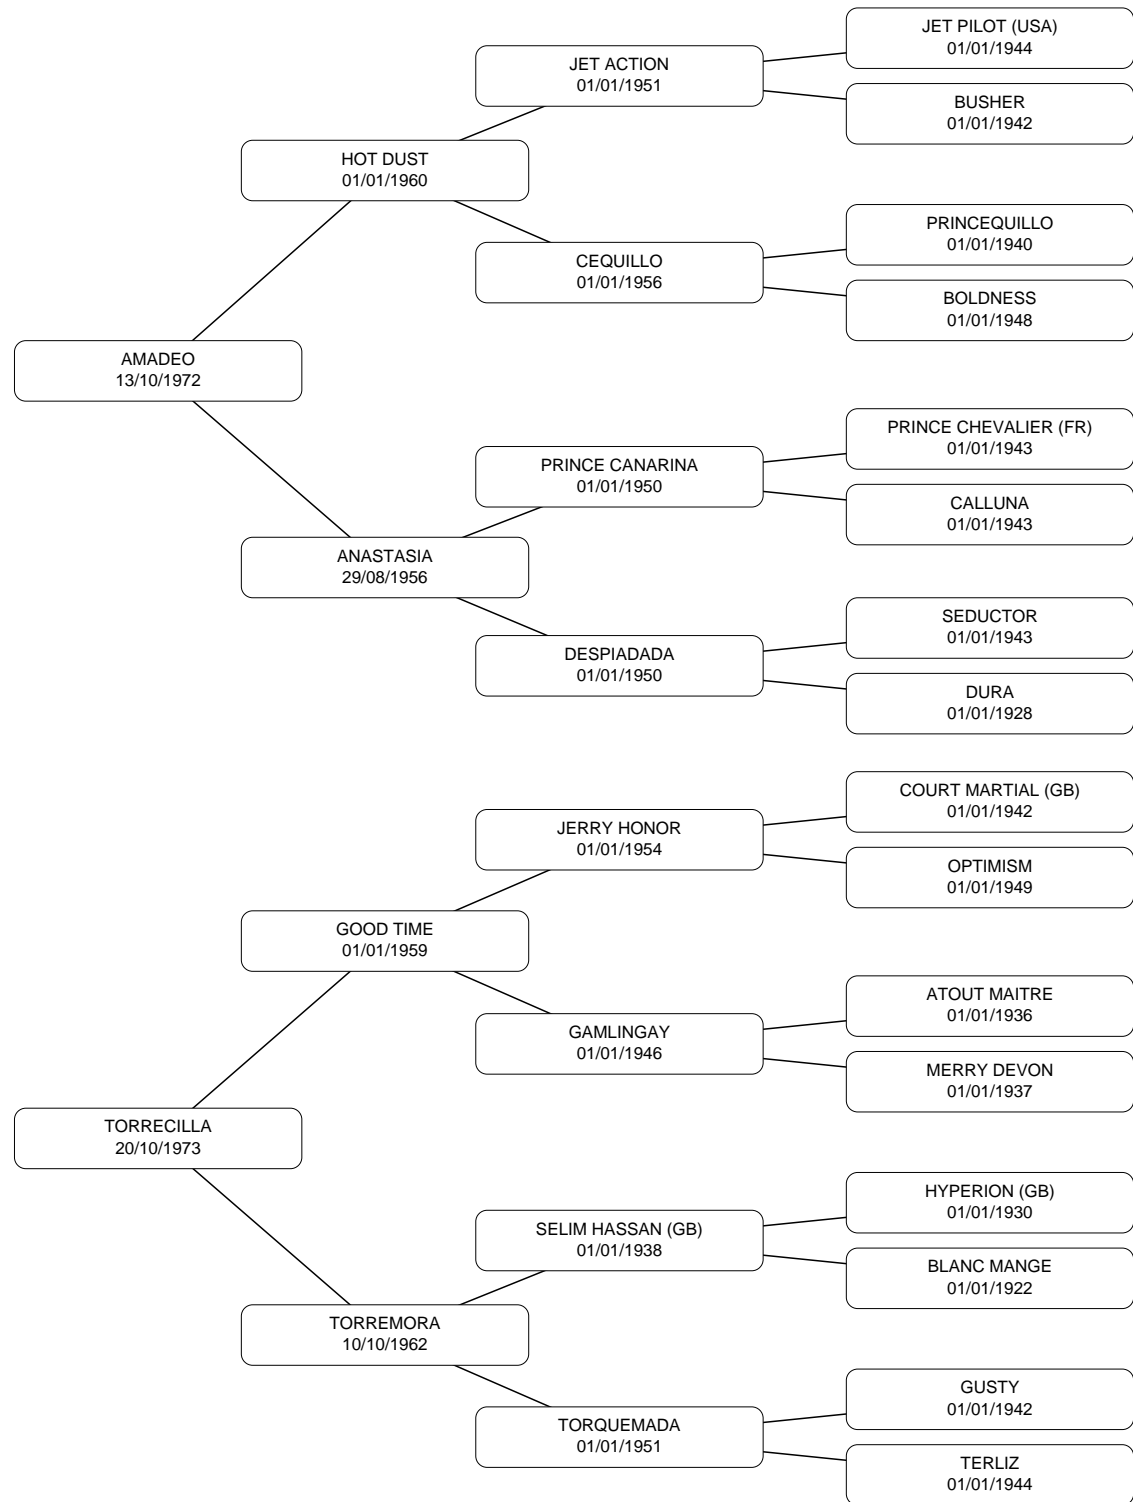 JET PILOT (USA)
01/01/1944
JET ACTION
01/01/1951
BUSHER
01/01/1942
HOT DUST
01/01/1960
PRINCEQUILLO
01/01/1940
CEQUILLO
01/01/1956
BOLDNESS
01/01/1948
AMADEO
13/10/1972
PRINCE CHEVALIER (FR)
01/01/1943
PRINCE CANARINA
01/01/1950
CALLUNA
01/01/1943
ANASTASIA
29/08/1956
SEDUCTOR
01/01/1943
DESPIADADA
01/01/1950
DURA
01/01/1928
COURT MARTIAL (GB)
01/01/1942
JERRY HONOR
01/01/1954
OPTIMISM
01/01/1949
GOOD TIME
01/01/1959
ATOUT MAITRE
01/01/1936
GAMLINGAY
01/01/1946
MERRY DEVON
01/01/1937
TORRECILLA
20/10/1973
HYPERION (GB)
01/01/1930
SELIM HASSAN (GB)
01/01/1938
BLANC MANGE
01/01/1922
TORREMORA
10/10/1962
GUSTY
01/01/1942
TORQUEMADA
01/01/1951
TERLIZ
01/01/1944